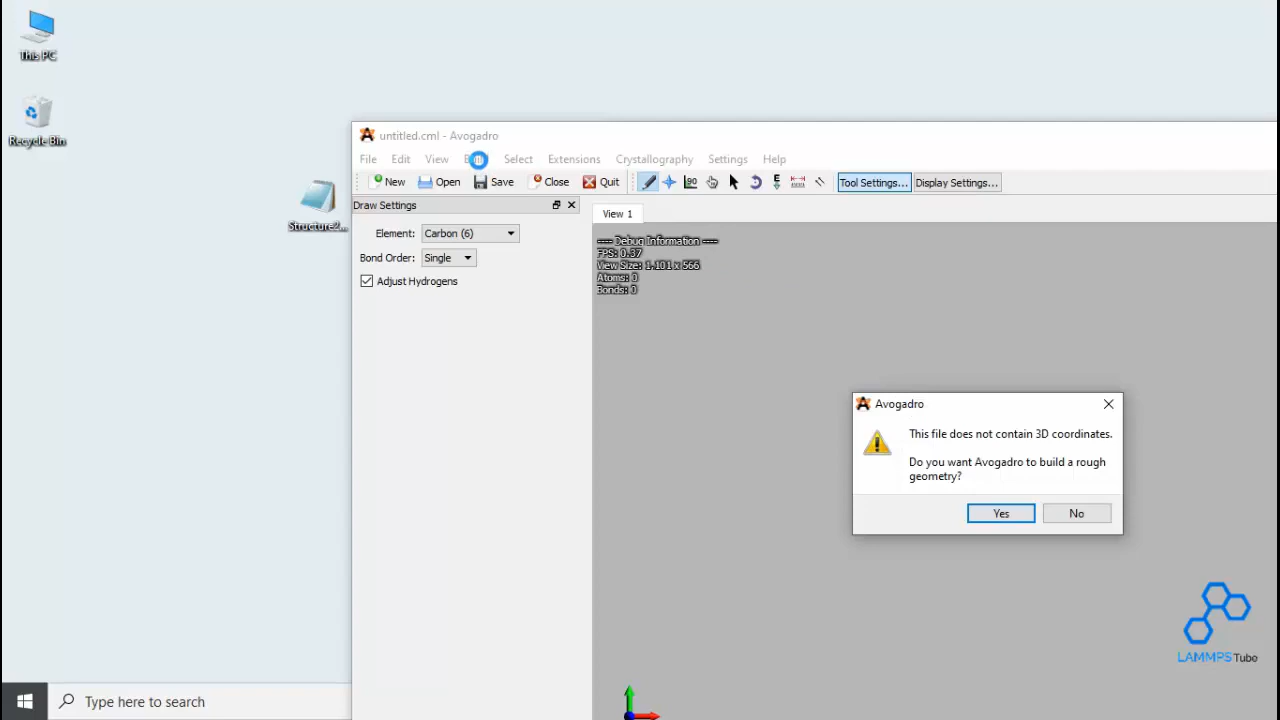 This PC
Recycle Bin
Structure2...
untitled.cml - Avogadro
File Edit View Select Extensions Crystallography Settings Help
New Open Save Close Quit Tool Settings... Display Settings...
Draw Settings
View 1
Element: Carbon (6)
Bond Order: Single
Adjust Hydrogens
---- Debug Information ----
FPS: 0.37
View Size: 1.101 x 566
Atoms: 0
Bonds: 0
Avogadro
This file does not contain 3D coordinates.
Do you want Avogadro to build a rough
geometry?
Yes No
LAMMPS Tube
Type here to search